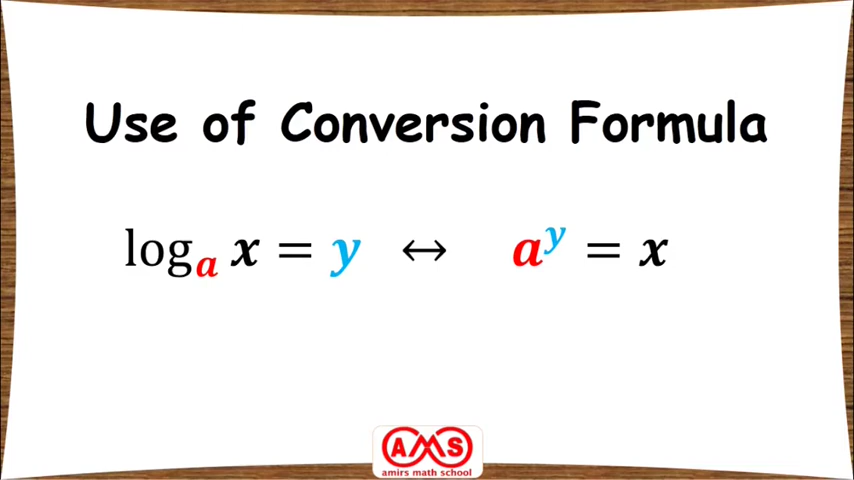 Use of Conversion Formula
logₐ x = y ↔ aʸ = x
AMS
amirs math school